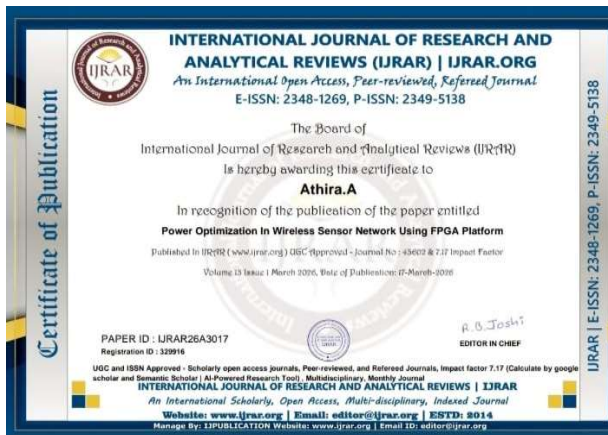 INTERNATIONAL JOURNAL OF RESEARCH AND
ANALYTICAL REVIEWS (IJRAR) | IJRAR.ORG
An International Open Access, Peer-reviewed, Refereed Journal
E-ISSN: 2348-1269, P-ISSN: 2349-5138
IJRAR
The Board of
International Journal of Research and Analytical Reviews (IJRAR)
Is hereby awarding this certificate to
Athira.A
In recognition of the publication of the paper entitled
Power Optimization In Wireless Sensor Network Using FPGA Platform
Published In IJRAR ( www.ijrar.org ) UGC Approved - Journal No : 43602 & 7.17 Impact Factor
Volume 13 Issue 1 March 2026, Date of Publication: 17-March-2026
PAPER ID : IJRAR26A3017
Registration ID : 329916
R.B.Joshi
EDITOR IN CHIEF
UGC and ISSN Approved - Scholarly open access journals, Peer-reviewed, and Refereed Journals, Impact factor 7.17 (Calculate by google
scholar and Semantic Scholar | AI-Powered Research Tool) , Multidisciplinary, Monthly Journal
INTERNATIONAL JOURNAL OF RESEARCH AND ANALYTICAL REVIEWS | IJRAR
An International Scholarly, Open Access, Multi-disciplinary, Indexed Journal
Website: www.ijrar.org | Email: editor@ijrar.org | ESTD: 2014
Manage By: IJPUBLICATION Website: www.ijrar.org | Email ID: editor@ijrar.org
Certificate of Publication
IJRAR | E-ISSN: 2348-1269, P-ISSN: 2349-5138